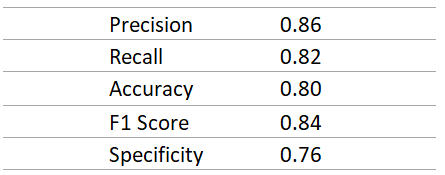 Precision 0.86
Recall 0.82
Accuracy 0.80
F1 Score 0.84
Specificity 0.76